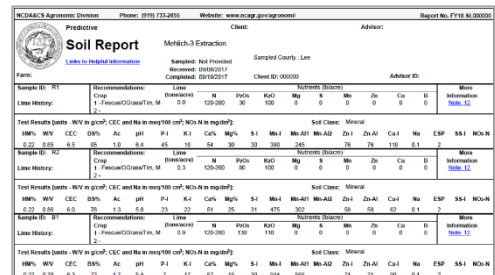 NCDA&CS Agronomic Division Phone: (919) 733-2655 Website: www.ncagr.gov/agronomi/ Report No. FY18-SL000000
Predictive Client: Advisor:
Soil Report Mehlich-3 Extraction
Links to Helpful Information Sampled: Not Provided Sampled County : Lee
Received: 09/06/2017
Farm: Completed: 09/19/2017 Client ID: 000000 Advisor ID:
Sample ID: R1 Recommendations: Lime Nutrients (lb/acre) More
Crop (tons/acre) N P2O5 K2O Mg S Mn Zn Cu B Information
Lime History: 1 - Fescue/OGrass/Tim, M 0.0 120-200 30 100 0 0 0 0 0 0 Note: 12
2 -
Test Results [units - W/V in g/cm3; CEC and Na in meq/100 cm3; NO3-N in mg/dm3]: Soil Class: Mineral
HM% W/V CEC BS% Ac pH P-I K-I Ca% Mg% S-I Mn-I Mn-AI1 Mn-AI2 Zn-I Zn-AI Cu-I Na ESP SS-I NO3-N
0.22 0.85 6.5 85 1.0 6.4 45 18 54 30 30 390 245 76 76 118 0.1 2
Sample ID: R2 Recommendations: Lime Nutrients (lb/acre) More
Crop (tons/acre) N P2O5 K2O Mg S Mn Zn Cu B Information
Lime History: 1 - Fescue/OGrass/Tim, M 0.3 120-200 80 100 0 0 0 0 0 0 Note: 12
2 -
Test Results [units - W/V in g/cm3; CEC and Na in meq/100 cm3; NO3-N in mg/dm3]: Soil Class: Mineral
HM% W/V CEC BS% Ac pH P-I K-I Ca% Mg% S-I Mn-I Mn-AI1 Mn-AI2 Zn-I Zn-AI Cu-I Na ESP SS-I NO3-N
0.22 0.86 6.0 78 1.3 5.8 23 22 51 25 31 475 302 58 58 62 0.1 2
Sample ID: B1 Recommendations: Lime Nutrients (lb/acre) More
Crop (tons/acre) N P2O5 K2O Mg S Mn Zn Cu B Information
Lime History: 1 - Fescue/OGrass/Tim, M 0.9 120-200 130 110 0 0 0 0 0 0 Note: 12
2 -
Test Results [units - W/V in g/cm3; CEC and Na in meq/100 cm3; NO3-N in mg/dm3]: Soil Class: Mineral
HM% W/V CEC BS% Ac pH P-I K-I Ca% Mg% S-I Mn-I Mn-AI1 Mn-AI2 Zn-I Zn-AI Cu-I Na ESP SS-I NO3-N